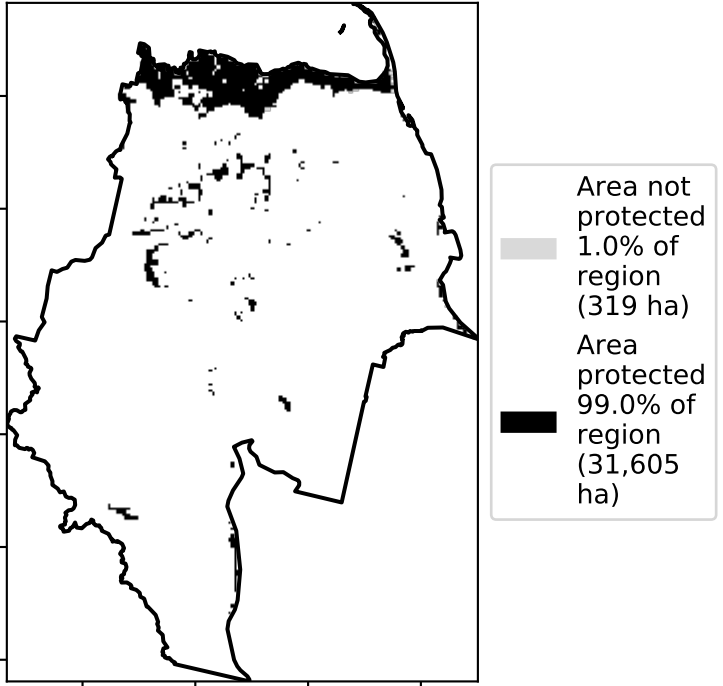 Area not
protected
1.0% of
region
(319 ha)
Area
protected
99.0% of
region
(31,605
ha)